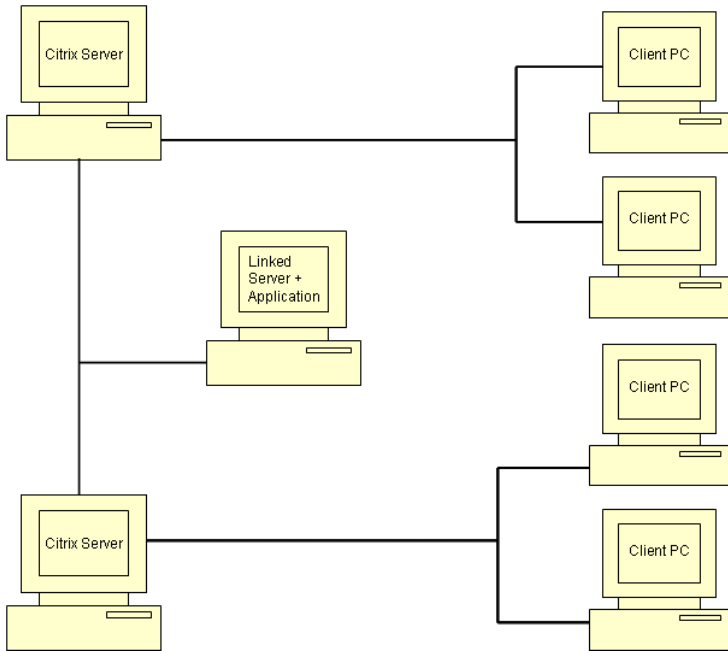 Citrix Server
Client PC
Client PC
Linked
Server +
Application
Client PC
Citrix Server
Client PC